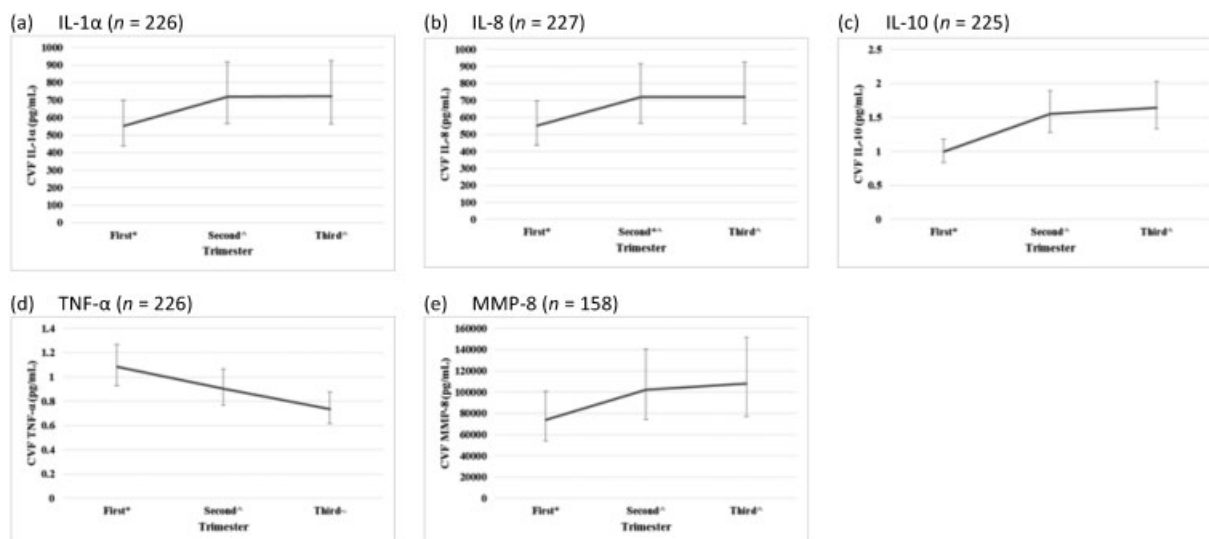 (a) IL-1α (n = 226)
CVF IL-1α (pg/mL)
1000
900
800
700
600
500
400
300
200
100
0
First* Second^ Third^
Trimester
(b) IL-8 (n = 227)
CVF IL-8 (pg/mL)
1000
900
800
700
600
500
400
300
200
100
0
First* Second*^ Third^
Trimester
(c) IL-10 (n = 225)
CVF IL-10 (pg/mL)
2.5
2
1.5
1
0.5
0
First* Second^ Third^
Trimester
(d) TNF-α (n = 226)
CVF TNF-α (pg/mL)
1.4
1.2
1
0.8
0.6
0.4
0.2
0
First* Second^ Third~
Trimester
(e) MMP-8 (n = 158)
CVF MMP-8 (pg/mL)
160000
140000
120000
100000
80000
60000
40000
20000
0
First* Second^ Third^
Trimester